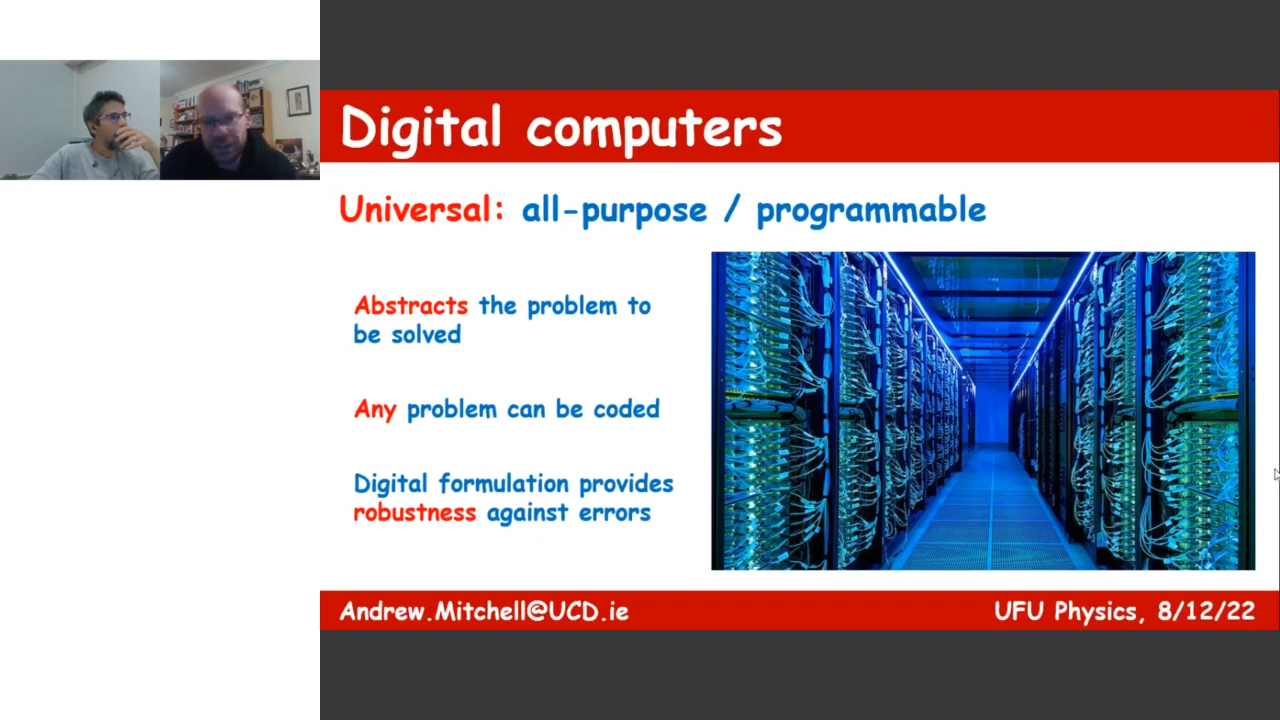 Digital computers
Universal: all-purpose / programmable
Abstracts the problem to
be solved
Any problem can be coded
Digital formulation provides
robustness against errors
Andrew.Mitchell@UCD.ie
UFU Physics, 8/12/22